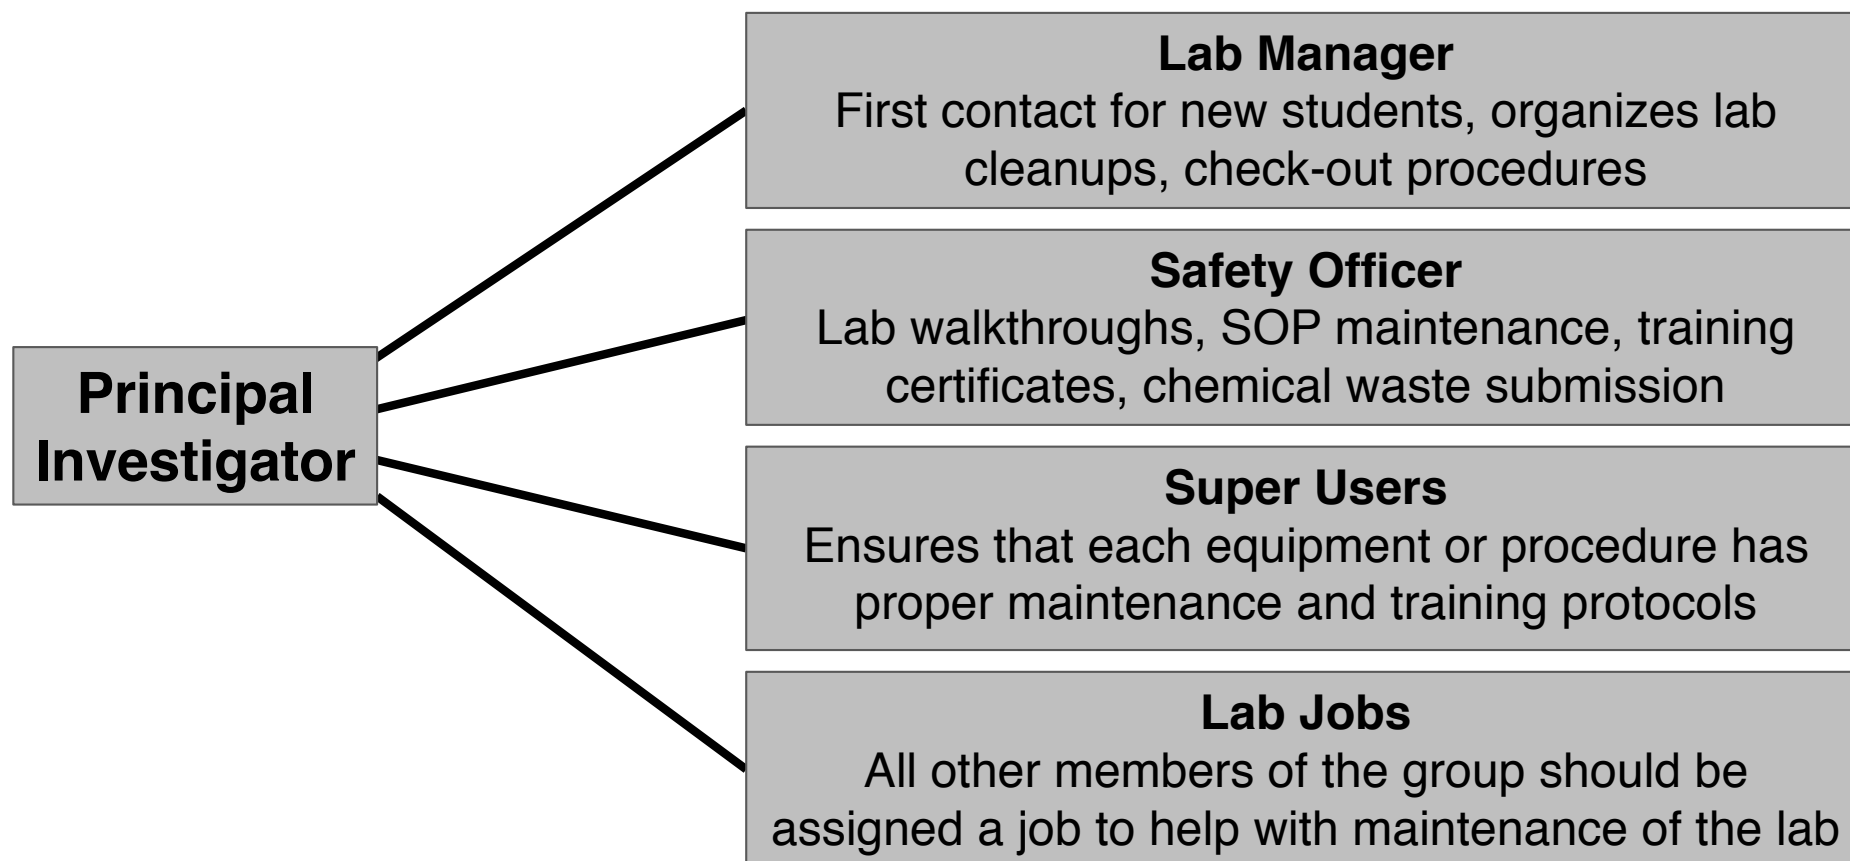 Principal
Investigator
Lab Manager
First contact for new students, organizes lab
cleanups, check-out procedures
Safety Officer
Lab walkthroughs, SOP maintenance, training
certificates, chemical waste submission
Super Users
Ensures that each equipment or procedure has
proper maintenance and training protocols
Lab Jobs
All other members of the group should be
assigned a job to help with maintenance of the lab